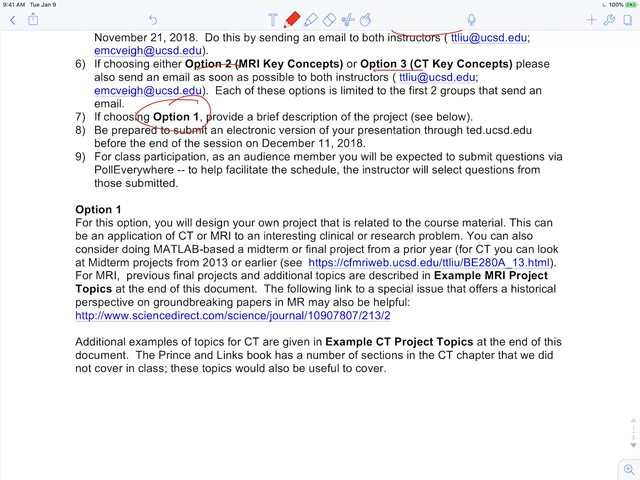 9:41 AM Tue Jan 9
100%
November 21, 2018. Do this by sending an email to both instructors ( ttliu@ucsd.edu;
emcveigh@ucsd.edu).
6) If choosing either Option 2 (MRI Key Concepts) or Option 3 (CT Key Concepts) please
also send an email as soon as possible to both instructors ( ttliu@ucsd.edu;
emcveigh@ucsd.edu). Each of these options is limited to the first 2 groups that send an
email.
7) If choosing Option 1, provide a brief description of the project (see below).
8) Be prepared to submit an electronic version of your presentation through ted.ucsd.edu
before the end of the session on December 11, 2018.
9) For class participation, as an audience member you will be expected to submit questions via
PollEverywhere -- to help facilitate the schedule, the instructor will select questions from
those submitted.
Option 1
For this option, you will design your own project that is related to the course material. This can
be an application of CT or MRI to an interesting clinical or research problem. You can also
consider doing MATLAB-based a midterm or final project from a prior year (for CT you can look
at Midterm projects from 2013 or earlier (see https://cfmriweb.ucsd.edu/ttliu/BE280A_13.html).
For MRI, previous final projects and additional topics are described in Example MRI Project
Topics at the end of this document. The following link to a special issue that offers a historical
perspective on groundbreaking papers in MR may also be helpful:
http://www.sciencedirect.com/science/journal/10907807/213/2
Additional examples of topics for CT are given in Example CT Project Topics at the end of this
document. The Prince and Links book has a number of sections in the CT chapter that we did
not cover in class; these topics would also be useful to cover.